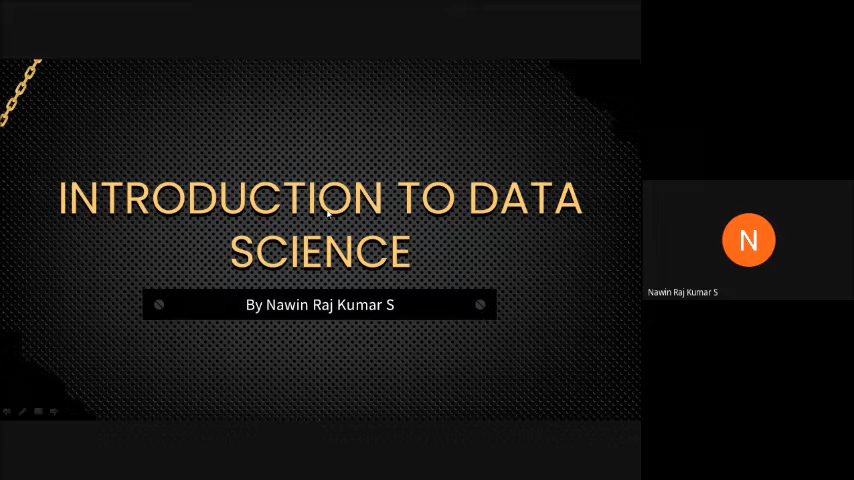 INTRODUCTION TO DATA
SCIENCE
By Nawin Raj Kumar S
N
Nawin Raj Kumar S